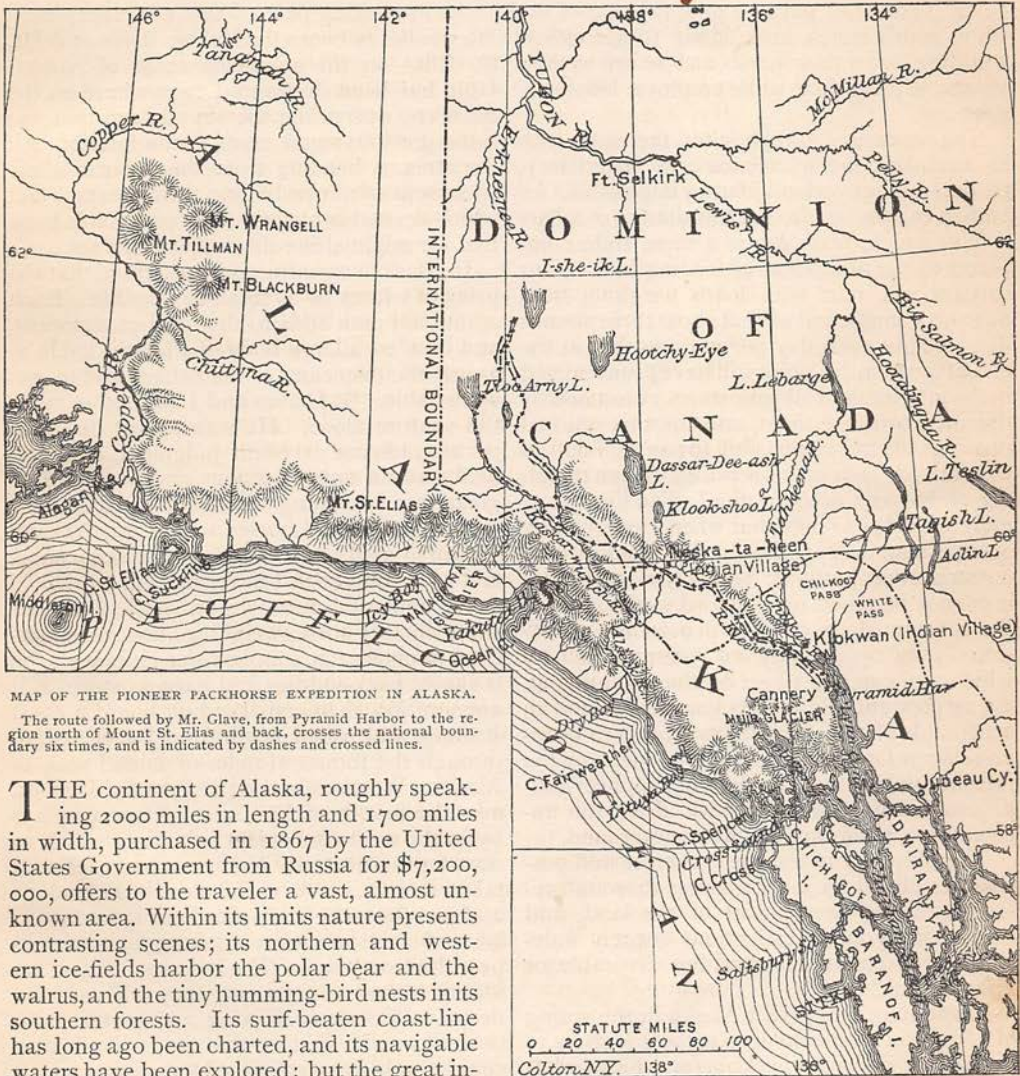 146° 144° 142° 140° 138° 136° 134°
Tananah R.
Copper R.
YUKON R.
McMillan R.
Pelly R.
Ft. Selkirk
Lewis R.
MT. WRANGELL
MT. TILLMAN
MT. BLACKBURN
62°
62
DOMINION
OF
CANADA
I-she-ik L.
Hootchy-Eye
Big Salmon R.
Hootalinqua R.
L. Lebarge
Chittyna R.
Copper R.
INTERNATIONAL BOUNDARY
ALASKA
Dassar-Dee-ash
L.
L. Teslin
Alagan
MT. ST. ELIAS
Klook-shoo L.
Tagish L.
60°
60°
Neska-ta-heen
(Indian Village)
Aclin L
C. St. Elias
C. Suckling
Middleton I.
Icy Bay
Yakutat B.
CHILKOOT
PASS
WHITE
PASS
Klokwan (Indian Village)
Ocean C.
PACIFIC
Cannery
Pyramid Har
MUIR GLACIER
Dry Bay
C. Fairweather
Lituya Bay
Juneau Cy.
C. Spencer
Cross Sound
C. Cross
58°
CHICHAGOF
I.
ADMIRALTY
OCEAN
Salisbury Sd.
SITKA
BARANOF I.
STATUTE MILES
0 20 40 60 80 100
Colton. N.Y. 138° 136°
MAP OF THE PIONEER PACKHORSE EXPEDITION IN ALASKA.
The route followed by Mr. Glave, from Pyramid Harbor to the re-
gion north of Mount St. Elias and back, crosses the national boun-
dary six times, and is indicated by dashes and crossed lines.
THE continent of Alaska, roughly speak-
ing 2000 miles in length and 1700 miles
in width, purchased in 1867 by the United
States Government from Russia for $7,200,
000, offers to the traveler a vast, almost un-
known area. Within its limits nature presents
contrasting scenes; its northern and west-
ern ice-fields harbor the polar bear and the
walrus, and the tiny humming-bird nests in its
southern forests. Its surf-beaten coast-line
has long ago been charted, and its navigable
waters have been explored; but the great in-